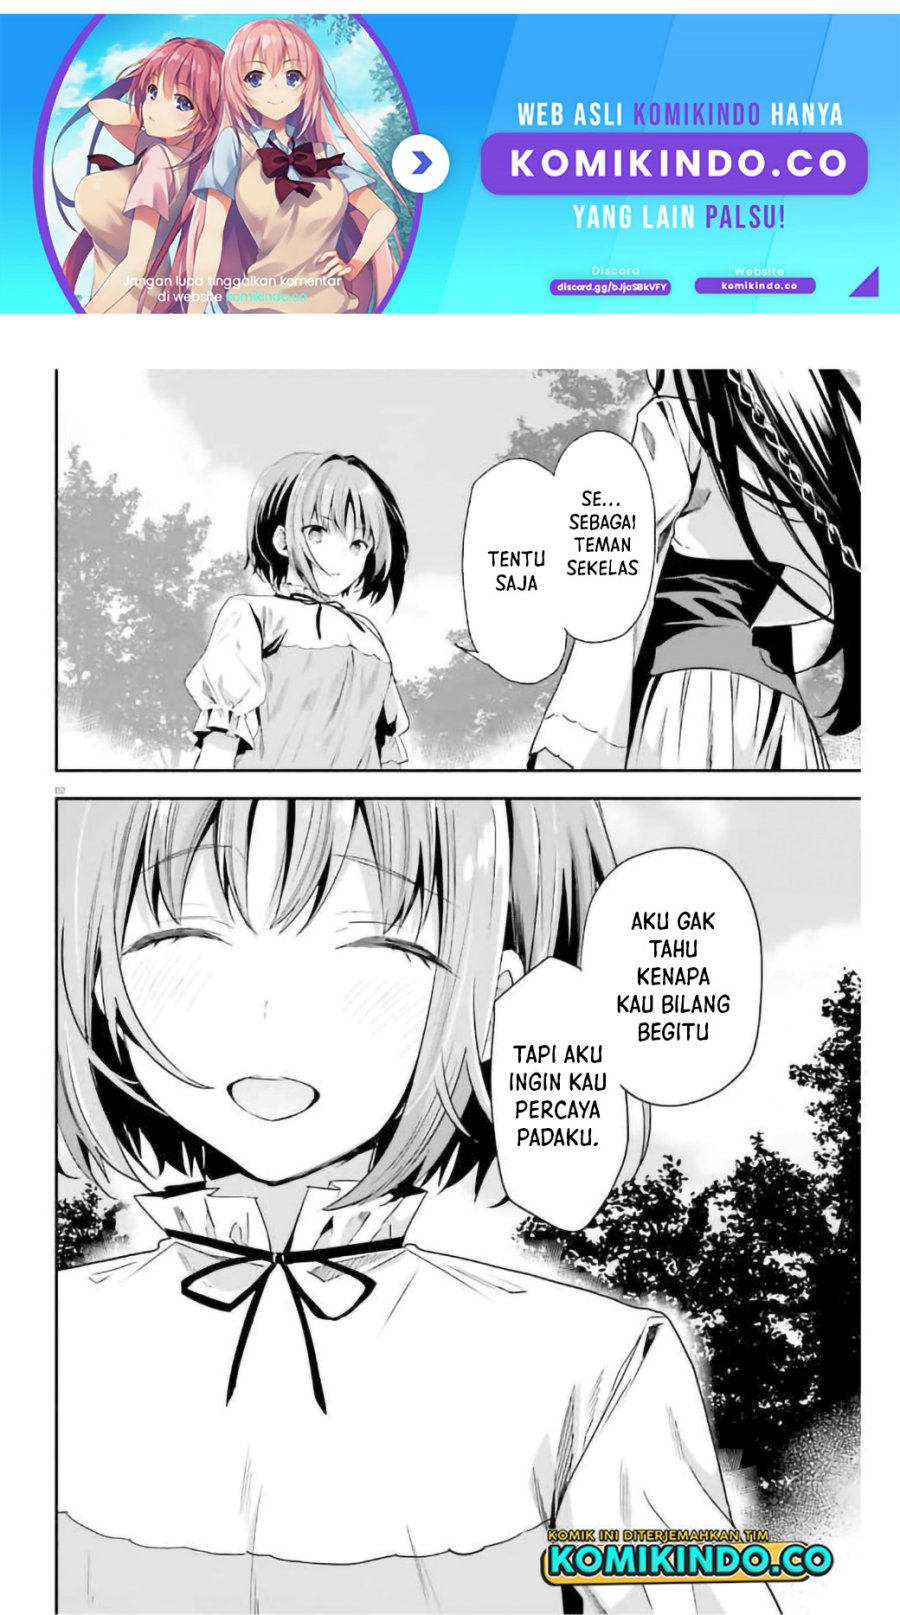 WEB ASLI KOMIKINDO HANYA
KOMIKINDO.CO
YANG LAIN PALSU!
Jangan lupa tinggalkan komentar
di website komikindo.co
Discord
discord.gg/bJjaSBkVFY
Website
komikindo.co
SE...
SEBAGAI
TEMAN
SEKELAS
TENTU
SAJA
AKU GAK
TAHU
KENAPA
KAU BILANG
BEGITU
TAPI AKU
INGIN KAU
PERCAYA
PADAKU.
KOMIK INI DITERJEMAHKAN TIM
KOMIKINDO.CO